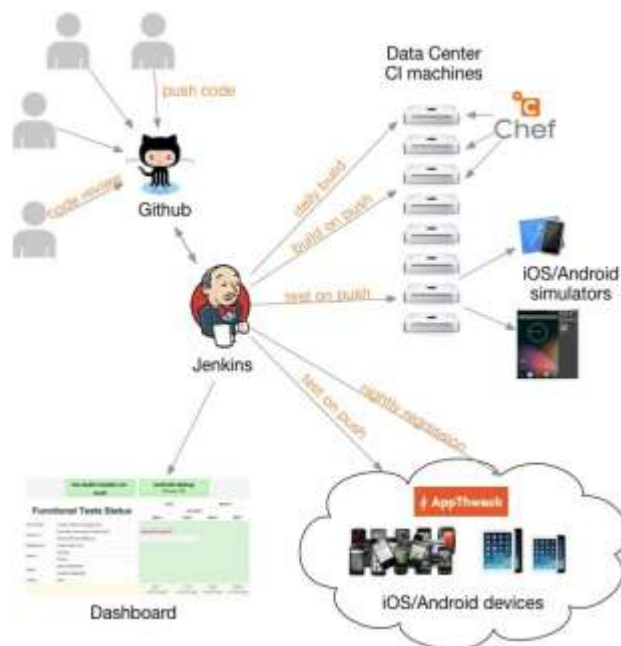 push code
code review
Github
Data Center
CI machines
Chef
daily build
build on push
test on push
iOS/Android
simulators
Jenkins
test on push
nightly regression
Functional Tests Status
Dashboard
AppThwack
iOS/Android devices